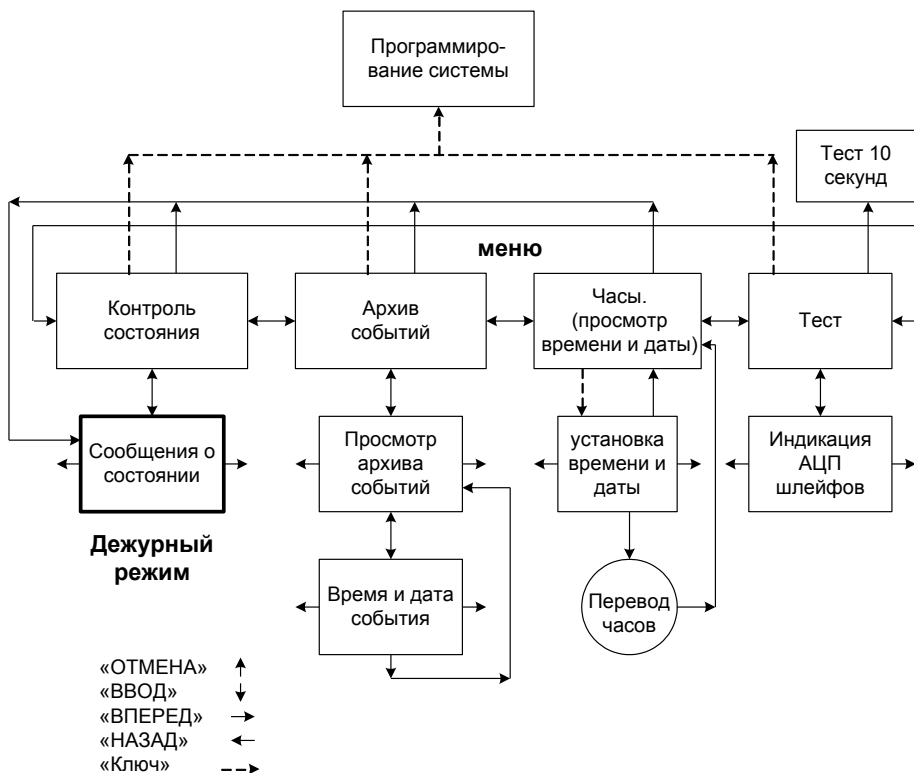 Программиро-
вание системы
Тест 10
секунд
меню
Контроль
состояния
Архив
событий
Часы.
(просмотр
времени и даты)
Тест
Сообщения о
состоянии
Просмотр
архива
событий
установка
времени и
даты
Индикация
АЦП
шлейфов
Дежурный
режим
Время и дата
события
Перевод
часов
«ОТМЕНА»
«ВВОД»
«ВПЕРЕД»
«НАЗАД»
«Ключ»